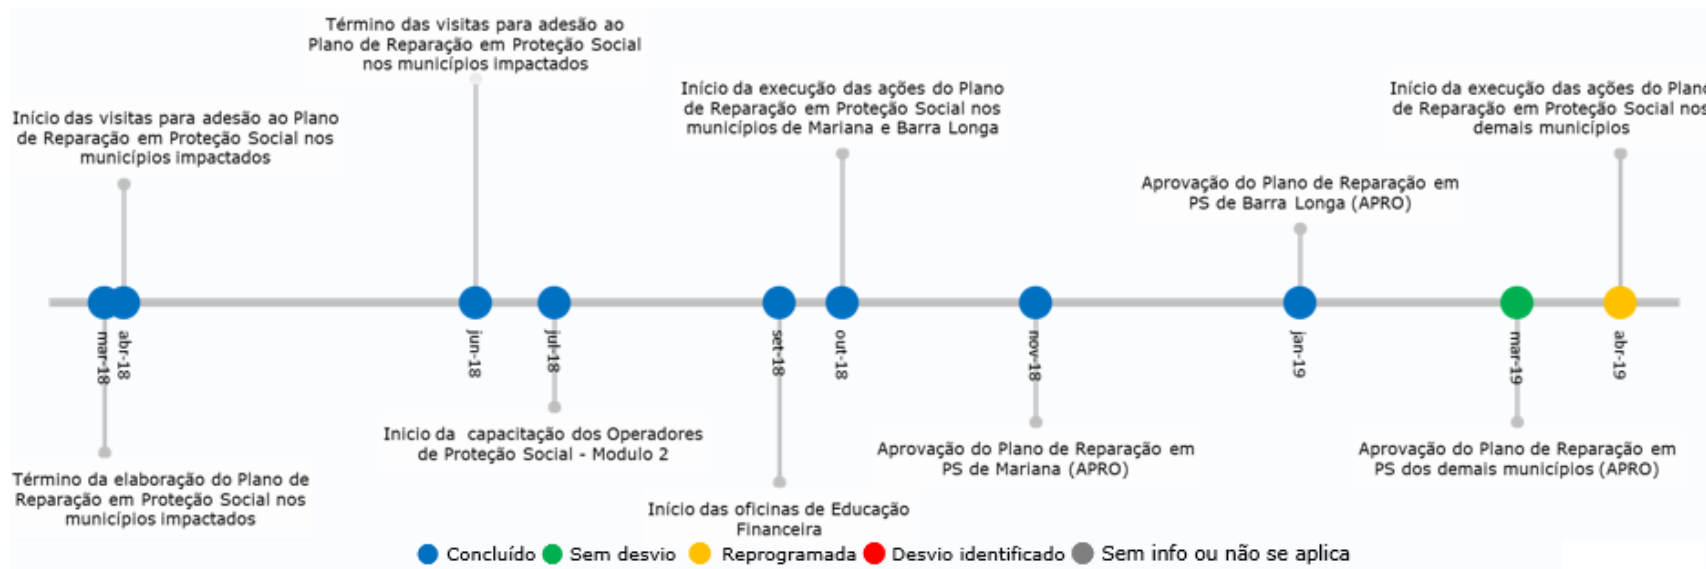 Término das visitas para adesão ao
Plano de Reparação em Proteção Social
nos municípios impactados
Início da execução das ações do Plano
de Reparação em Proteção Social nos
municípios de Mariana e Barra Longa
Início da execução das ações do Plano
de Reparação em Proteção Social nos
demais municípios
Início das visitas para adesão ao Plano
de Reparação em Proteção Social nos
municípios impactados
Aprovação do Plano de Reparação em
PS de Barra Longa (APRO)
mar-18
abr-18
jun-18
jul-18
set-18
out-18
nov-18
jan-19
mar-19
abr-19
Inicio da capacitação dos Operadores
de Proteção Social - Modulo 2
Aprovação do Plano de Reparação em
PS de Mariana (APRO)
Aprovação do Plano de Reparação em
PS dos demais municípios (APRO)
Término da elaboração do Plano de
Reparação em Proteção Social nos
municípios impactados
Início das oficinas de Educação
Financeira
Concluído
Sem desvio
Reprogramada
Desvio identificado
Sem info ou não se aplica